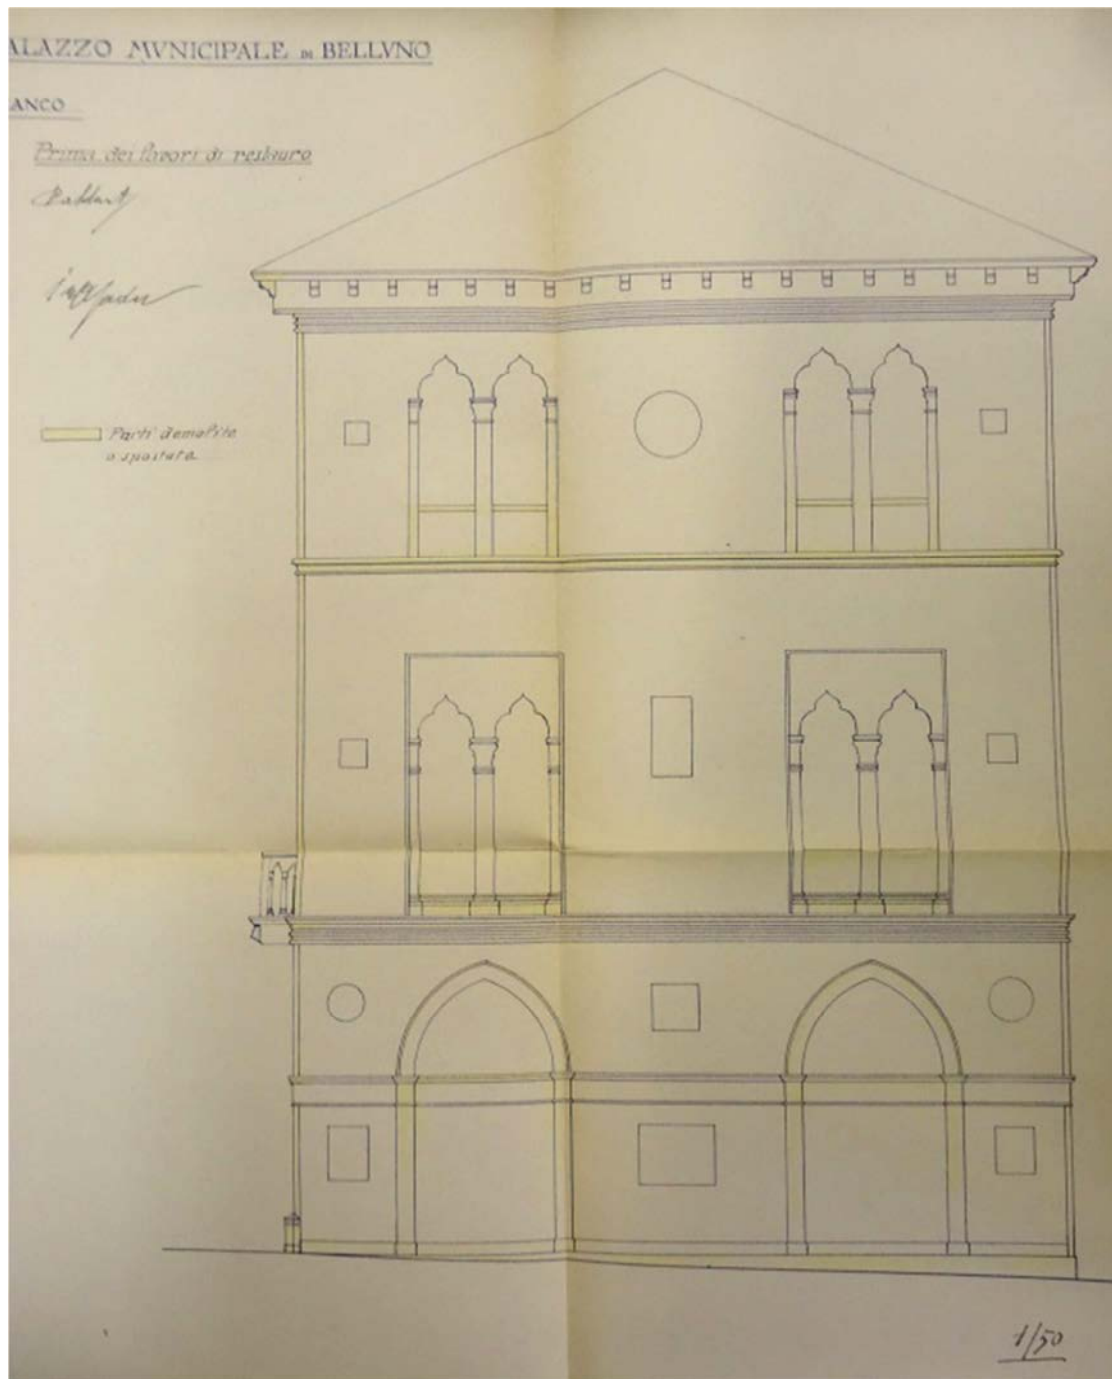 ALAZZO MVNICIPALE DI BELLVNO
ANCO
Prima dei lavori di restauro
Parti demolite
o spostate
1/50